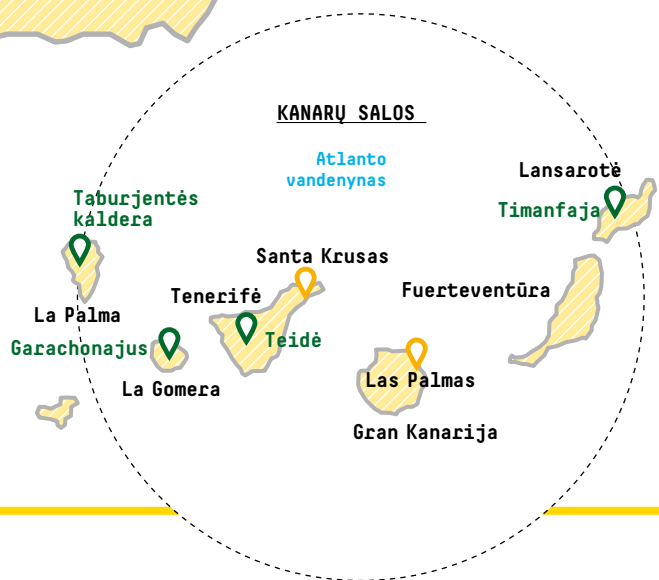 KANARŲ SALOS
Atlanto
vandenynas
Lansarotė
Taburjentės
kaldera
Timanfaja
Santa Krusas
Tenerifė
Fuerteventūra
La Palma
Garachonajus
Teidė
La Gomera
Las Palmas
Gran Kanarija